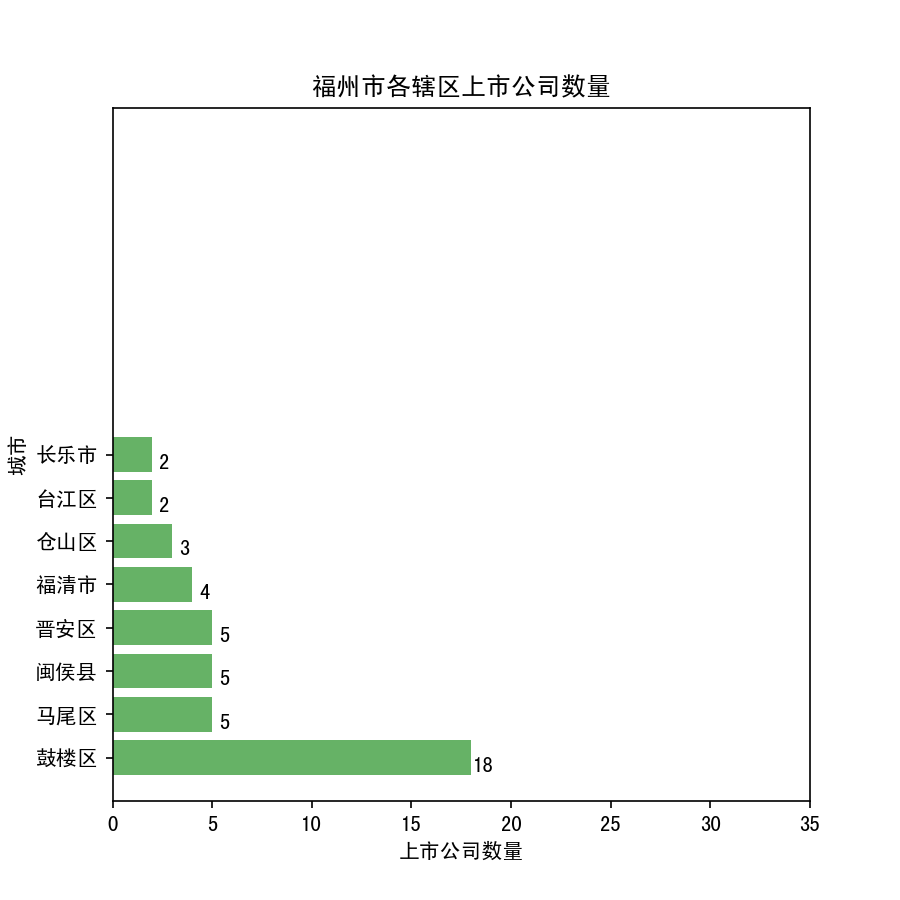 福州市各辖区上市公司数量
城市
长乐市 2
台江区 2
仓山区 3
福清市 4
晋安区 5
闽侯县 5
马尾区 5
鼓楼区 18
0 5 10 15 20 25 30 35
上市公司数量